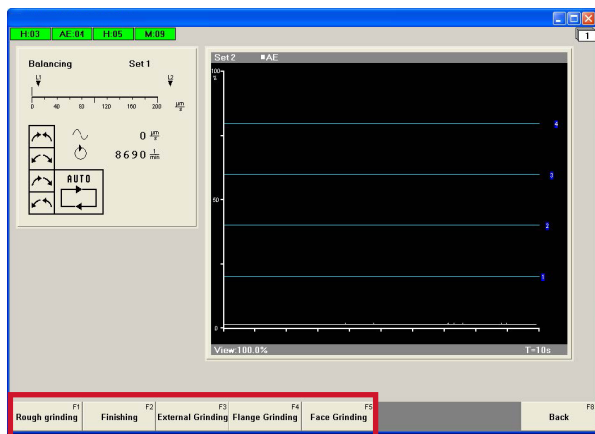 H:03 AE:04 H:05 M:09
1
Balancing Set 1
L1 L2
0 40 80 120 160 200 µm/s
0 µm/s
8690 1/min
AUTO
Set 2 ■AE
100
%
4
3
50
2
1
0
View:100.0% T=10s
F1 F2 F3 F4 F5 F8
Rough grinding Finishing External Grinding Flange Grinding Face Grinding Back